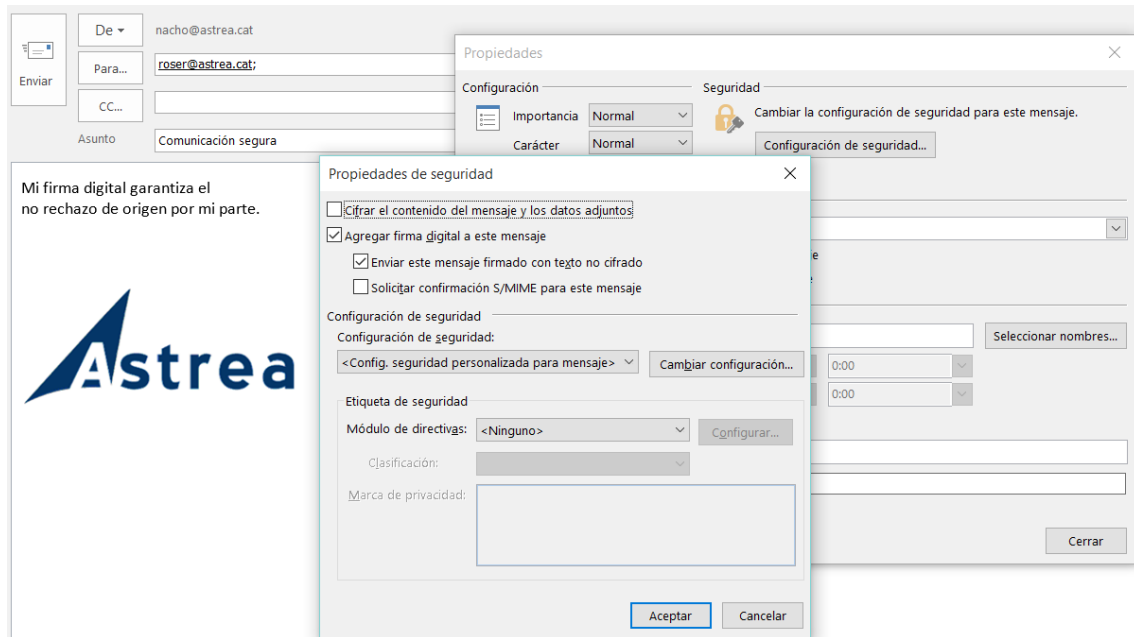 De
nacho@astrea.cat
Enviar
Para...
roser@astrea.cat;
CC...
Asunto
Comunicación segura
Mi firma digital garantiza el
no rechazo de origen por mi parte.
Astrea
Propiedades
Configuración
Seguridad
Importancia
Normal
Cambiar la configuración de seguridad para este mensaje.
Carácter
Normal
Configuración de seguridad...
e
Seleccionar nombres...
0:00
0:00
Cerrar
Propiedades de seguridad
Cifrar el contenido del mensaje y los datos adjuntos
Agregar firma digital a este mensaje
Enviar este mensaje firmado con texto no cifrado
Solicitar confirmación S/MIME para este mensaje
Configuración de seguridad
Configuración de seguridad:
<Config. seguridad personalizada para mensaje>
Cambiar configuración...
Etiqueta de seguridad
Módulo de directivas:
<Ninguno>
Configurar...
Clasificación:
Marca de privacidad:
Aceptar
Cancelar